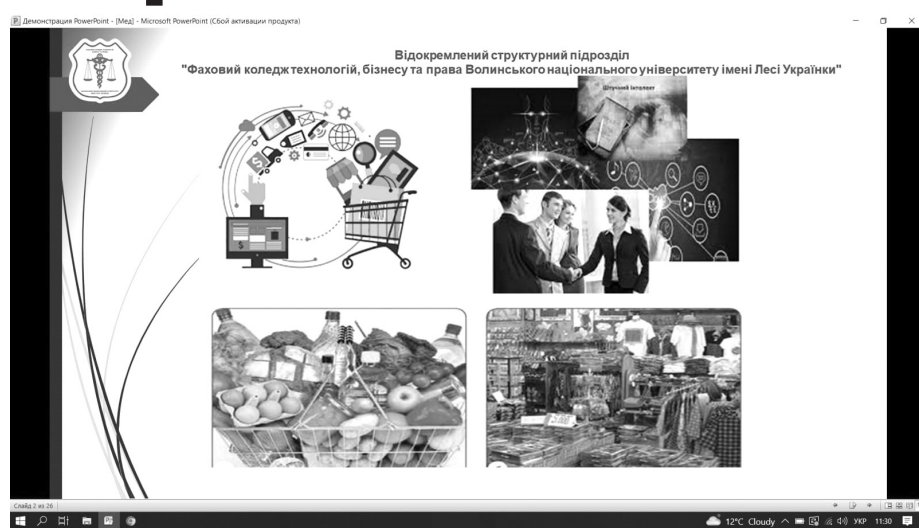 Демонстрация PowerPoint - [Мед] - Microsoft PowerPoint (Сбой активации продукта)
Відокремлений структурний підрозділ
"Фаховий коледж технологій, бізнесу та права Волинського національного університету імені Лесі Українки"
Штучний інтелект
Слайд 2 из 26
12°C Cloudy
УКР
11:30